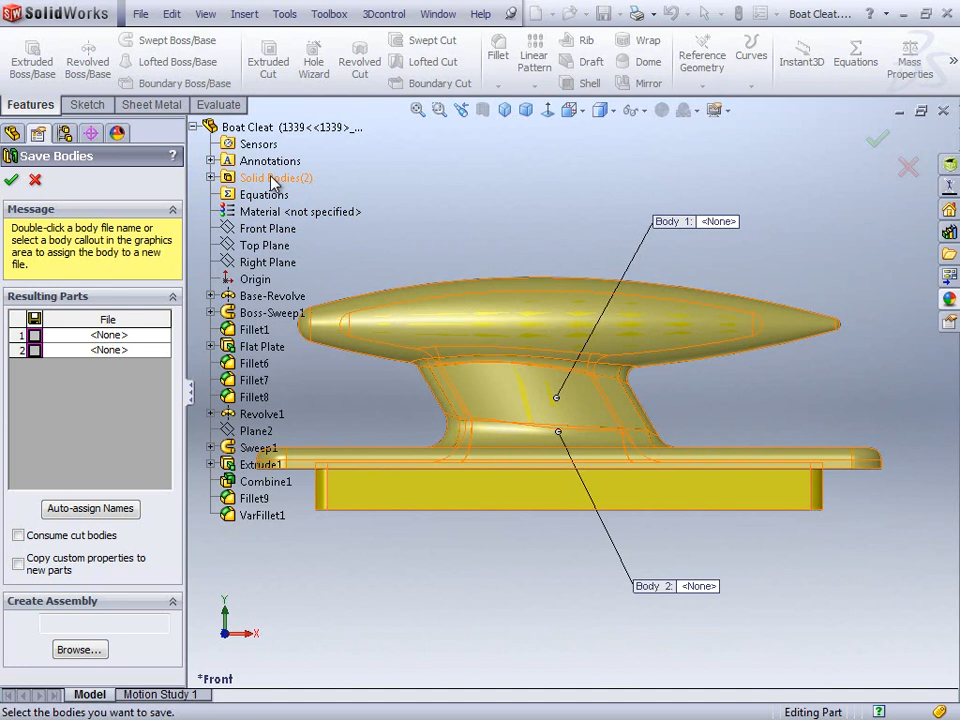 SolidWorks File Edit View Insert Tools Toolbox 3Dcontrol Window Help Boat Cleat.... ?
Extruded Boss/Base
Revolved Boss/Base
Swept Boss/Base
Lofted Boss/Base
Boundary Boss/Base
Extruded Cut
Hole Wizard
Revolved Cut
Swept Cut
Lofted Cut
Boundary Cut
Fillet
Linear Pattern
Rib
Draft
Shell
Wrap
Dome
Mirror
Reference Geometry
Curves
Instant3D
Equations
Mass Properties
Features Sketch Sheet Metal Evaluate
Save Bodies ?
Message
Double-click a body file name or
select a body callout in the graphics
area to assign the body to a new
file.
Resulting Parts
File
1 <None>
2 <None>
Auto-assign Names
Consume cut bodies
Copy custom properties to
new parts
Create Assembly
Browse...
Boat Cleat (1339<<1339>_...
Sensors
Annotations
Solid Bodies(2)
Equations
Material <not specified>
Front Plane
Top Plane
Right Plane
Origin
Base-Revolve
Boss-Sweep1
Fillet1
Flat Plate
Fillet6
Fillet7
Fillet8
Revolve1
Plane2
Sweep1
Extrude1
Combine1
Fillet9
VarFillet1
Body 1: <None>
Body 2: <None>
Y
X
*Front
Model Motion Study 1
Select the bodies you want to save. Editing Part ?